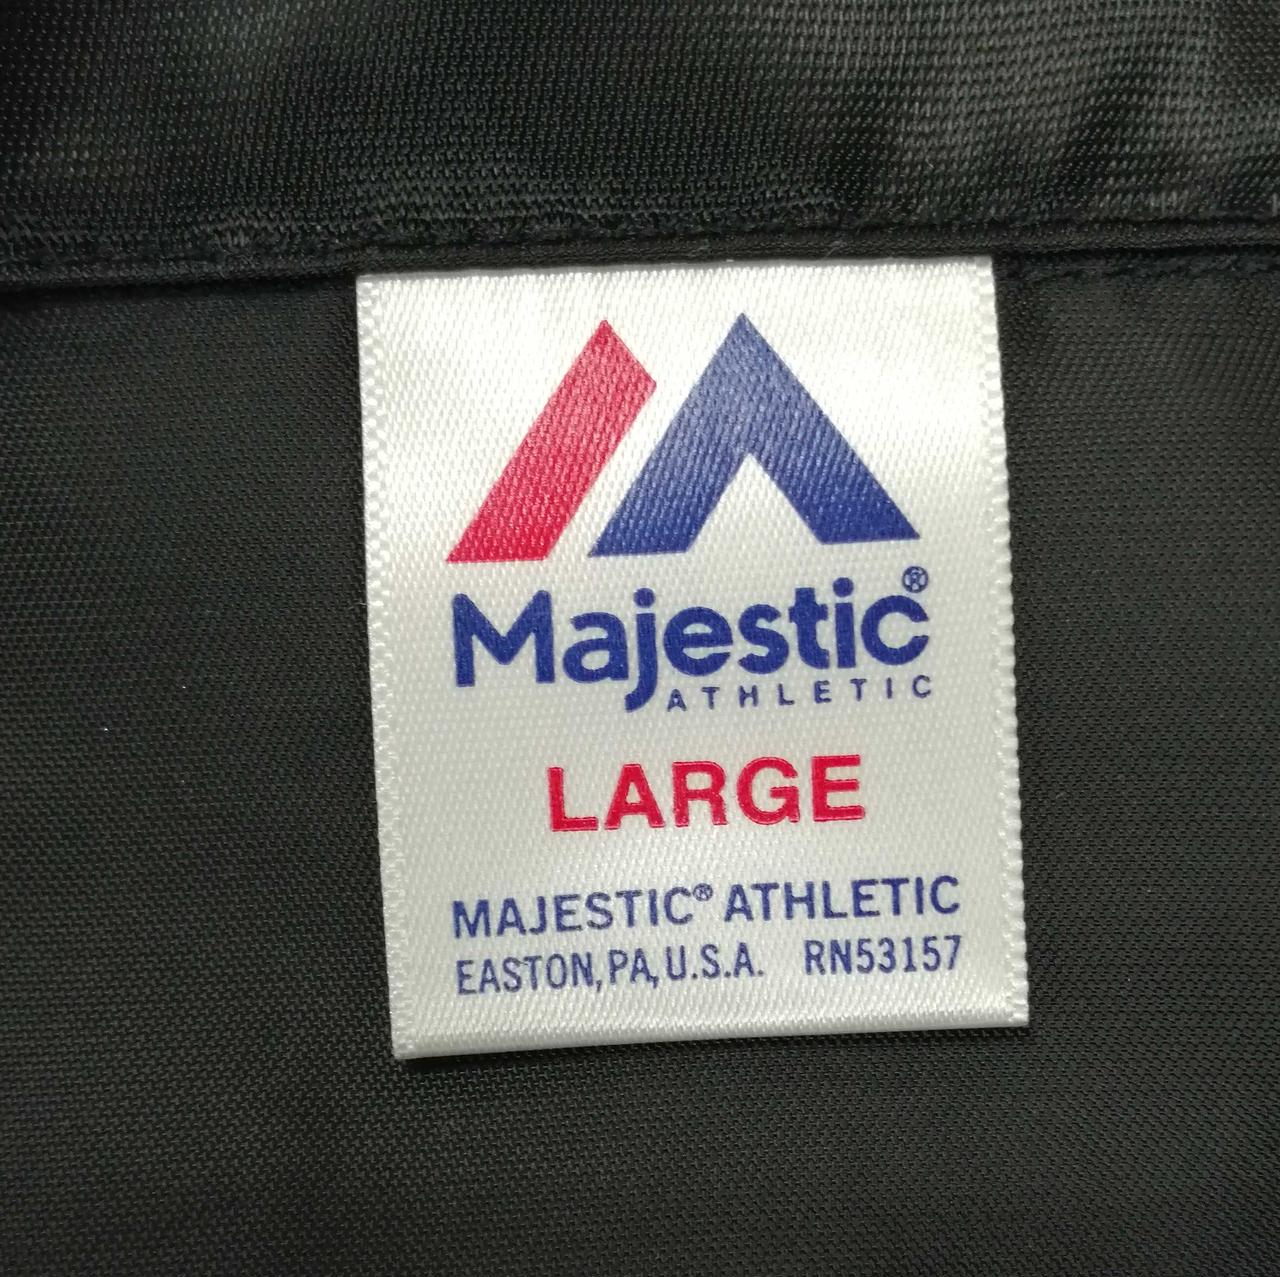 Majestic®
ATHLETIC
LARGE
MAJESTIC® ATHLETIC
EASTON, PA, U.S.A. RN53157